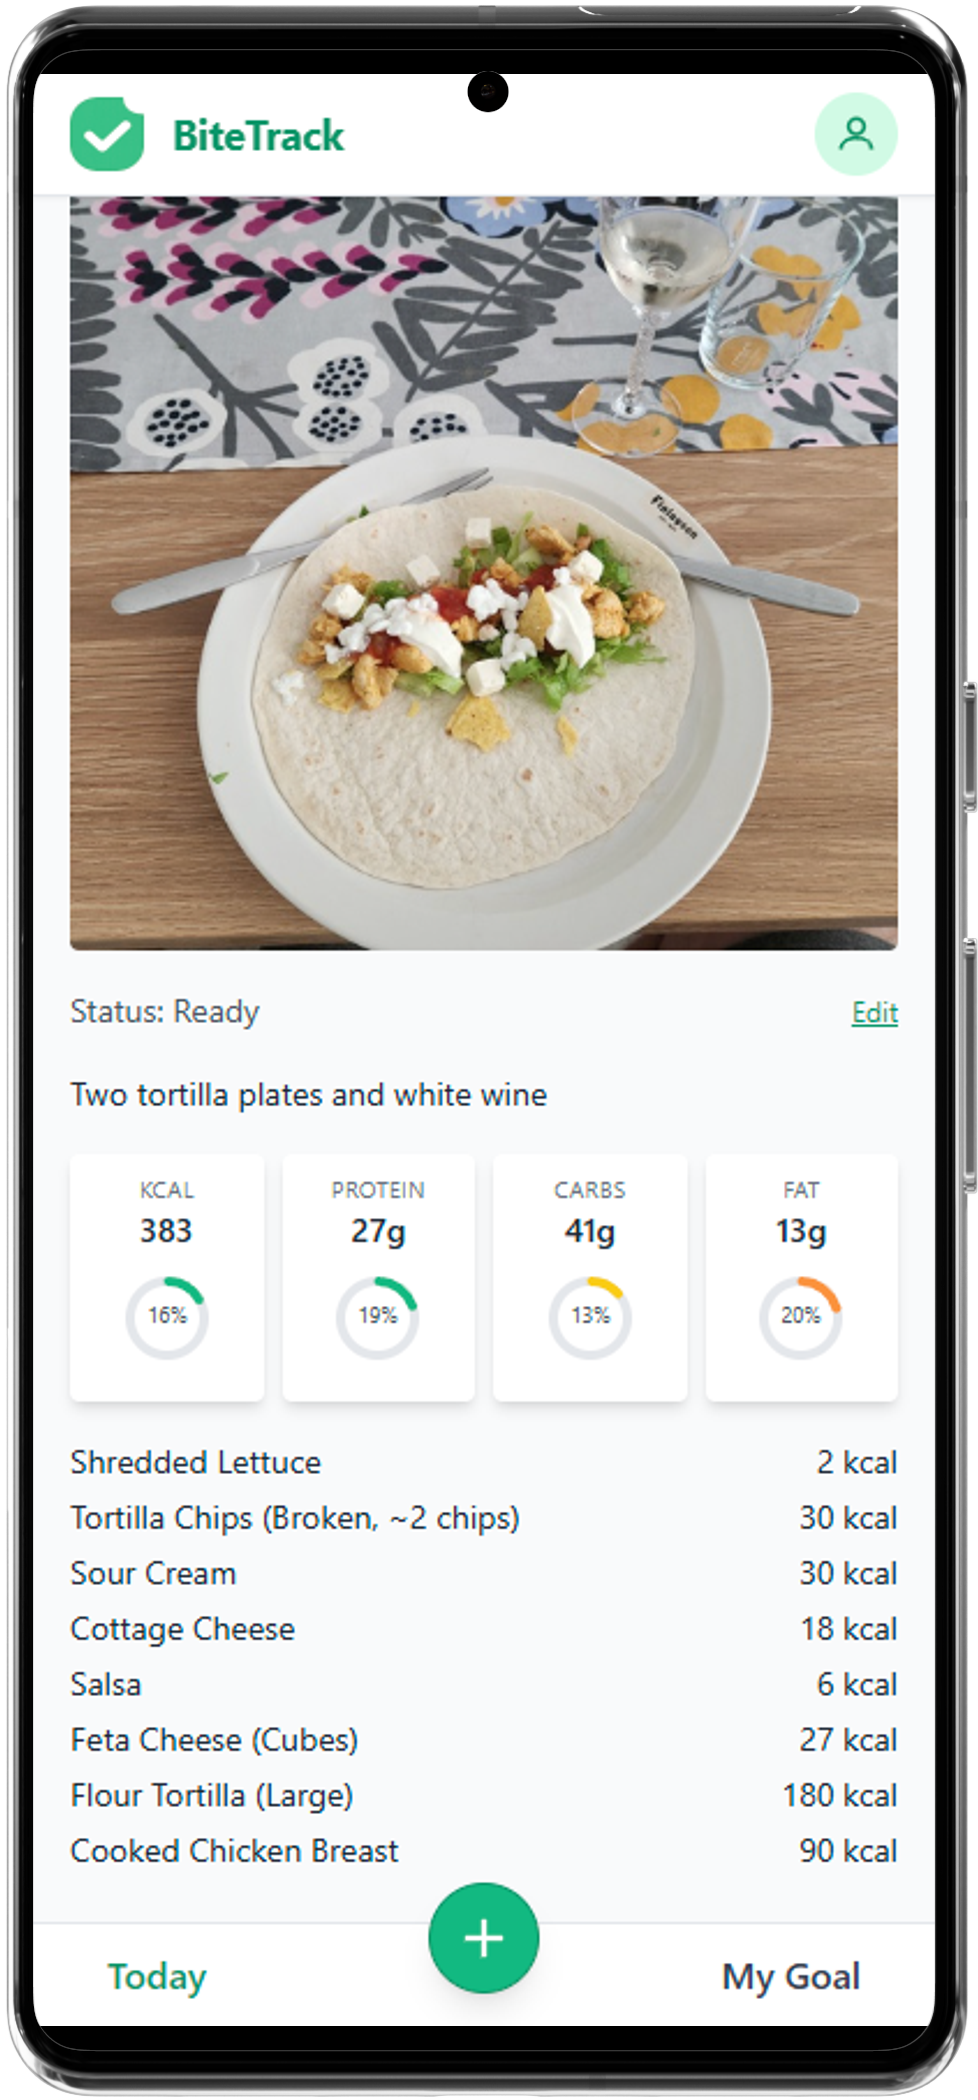 BiteTrack
Finlayson
Status: Ready
Edit
Two tortilla plates and white wine
KCAL
383
16%
PROTEIN
27g
19%
CARBS
41g
13%
FAT
13g
20%
Shredded Lettuce 2 kcal
Tortilla Chips (Broken, ~2 chips) 30 kcal
Sour Cream 30 kcal
Cottage Cheese 18 kcal
Salsa 6 kcal
Feta Cheese (Cubes) 27 kcal
Flour Tortilla (Large) 180 kcal
Cooked Chicken Breast 90 kcal
Today
My Goal